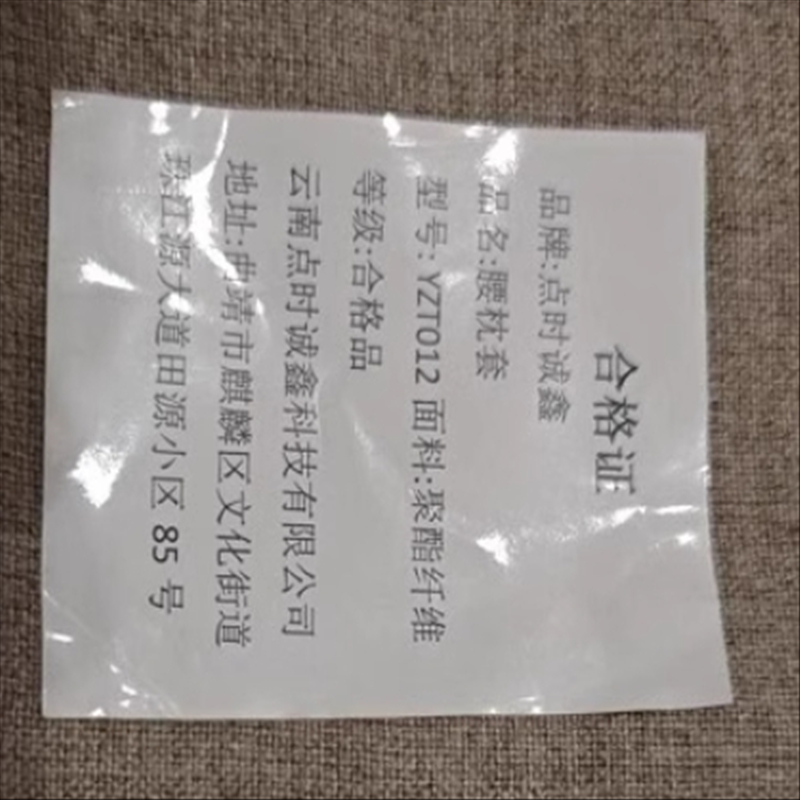 合格证
品牌:点时诚鑫
品名:腰枕套
型号: YZT012 面料:聚酯纤维
等级:合格品
云南点时诚鑫科技有限公司
地址:曲靖市麒麟区文化街道
珠江源大道田源小区 85 号